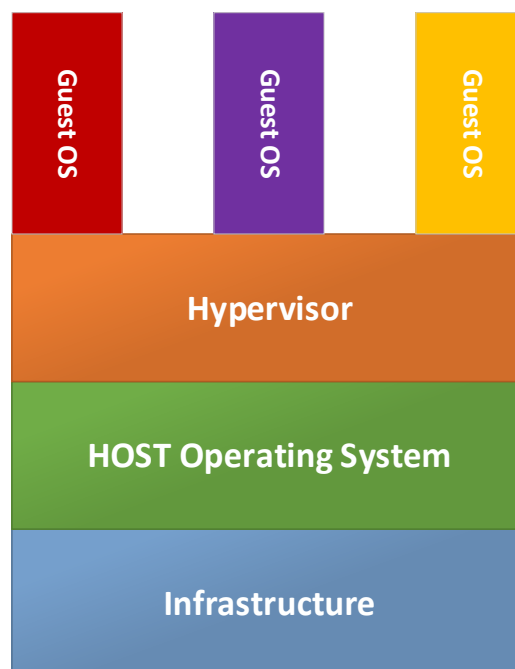 Guest OS
Guest OS
Guest OS
Hypervisor
HOST Operating System
Infrastructure